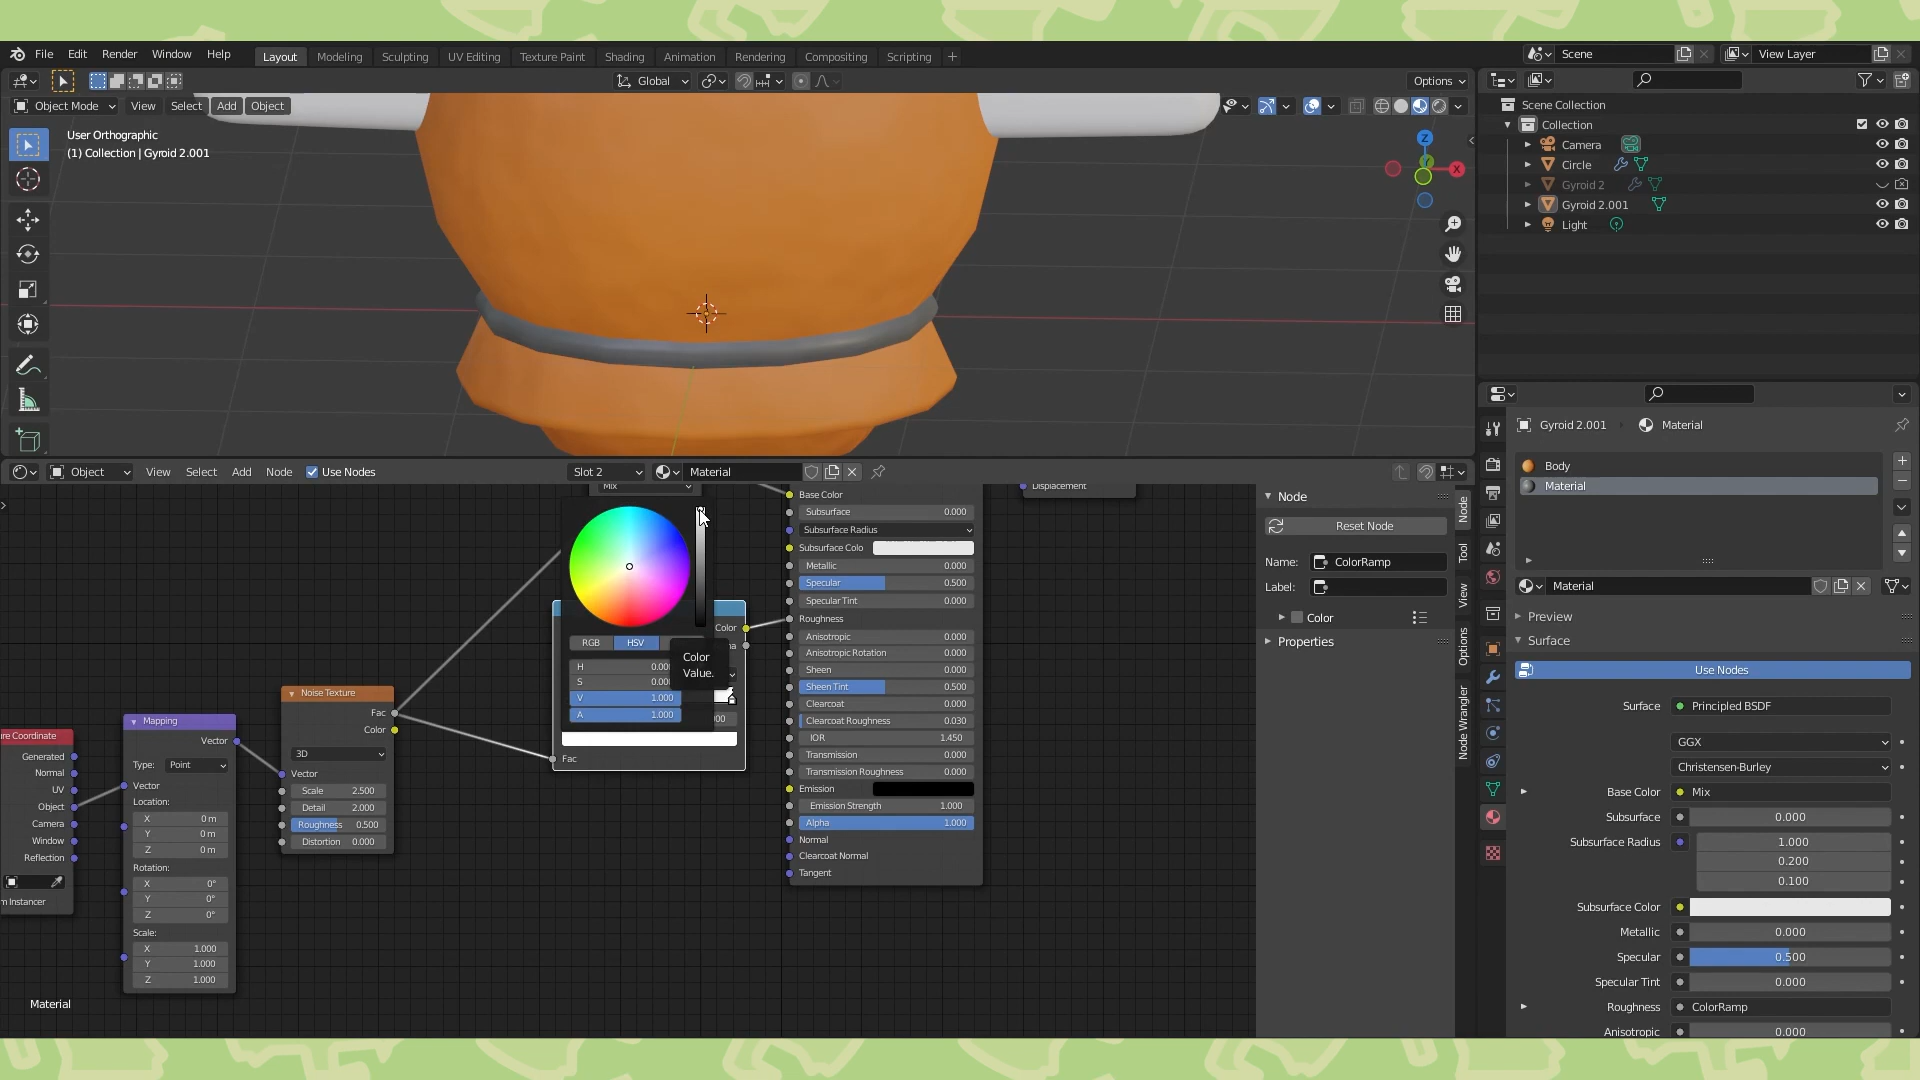 File Edit Render Window Help Layout Modeling Sculpting UV Editing Texture Paint Shading Animation Rendering Compositing Scripting + Scene View Layer
Global Options
Object Mode View Select Add Object
User Orthographic
(1) Collection | Gyroid 2.001
Z
X
Scene Collection
Collection
Camera
Circle
Gyroid 2
Gyroid 2.001
Light
Object View Select Add Node Use Nodes Slot 2 Material
Mix
Displacement
Base Color
Subsurface 0.000
Subsurface Radius
Subsurface Colo
Metallic 0.000
Specular 0.500
Specular Tint 0.000
Roughness
Anisotropic 0.000
Anisotropic Rotation 0.000
Sheen 0.000
Sheen Tint 0.500
Clearcoat 0.000
Clearcoat Roughness 0.030
IOR 1.450
Transmission 0.000
Transmission Roughness 0.000
Emission
Emission Strength 1.000
Alpha 1.000
Normal
Clearcoat Normal
Tangent
Color
RGB HSV
H 0.00
S 0.00
V 1.000
A 1.000
Color
Value.
Fac
Noise Texture
Fac
Color
3D
Vector
Scale 2.500
Detail 2.000
Roughness 0.500
Distortion 0.000
Mapping
Vector
Type: Point
Vector
Location:
X 0 m
Y 0 m
Z 0 m
Rotation:
X 0°
Y 0°
Z 0°
Scale:
X 1.000
Y 1.000
Z 1.000
re Coordinate
Generated
Normal
UV
Object
Camera
Window
Reflection
m Instancer
Material
Node
Reset Node
Name: ColorRamp
Label:
Color
Properties
Node
Tool
View
Options
Node Wrangler
Gyroid 2.001 Material
Body
Material
Material
Preview
Surface
Use Nodes
Surface Principled BSDF
GGX
Christensen-Burley
Base Color Mix
Subsurface 0.000
Subsurface Radius 1.000
0.200
0.100
Subsurface Color
Metallic 0.000
Specular 0.500
Specular Tint 0.000
Roughness ColorRamp
Anisotropic 0.000